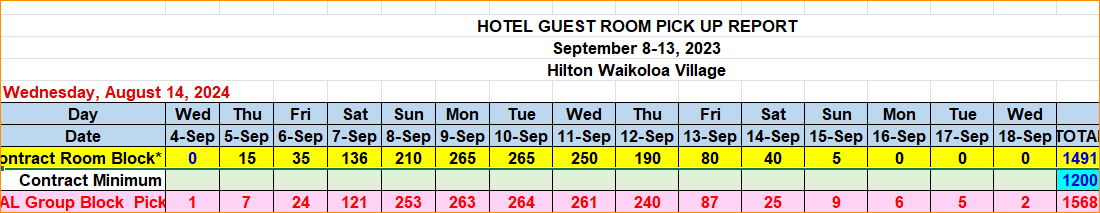 HOTEL GUEST ROOM PICK UP REPORT
September 8-13, 2023
Hilton Waikoloa Village
Wednesday, August 14, 2024
Day Wed Thu Fri Sat Sun Mon Tue Wed Thu Fri Sat Sun Mon Tue Wed
Date 4-Sep 5-Sep 6-Sep 7-Sep 8-Sep 9-Sep 10-Sep 11-Sep 12-Sep 13-Sep 14-Sep 15-Sep 16-Sep 17-Sep 18-Sep TOTAL
ontract Room Block* 0 15 35 136 210 265 265 250 190 80 40 5 0 0 0 1491
Contract Minimum 1200
AL Group Block Pick 1 7 24 121 253 263 264 261 240 87 25 9 6 5 2 1568